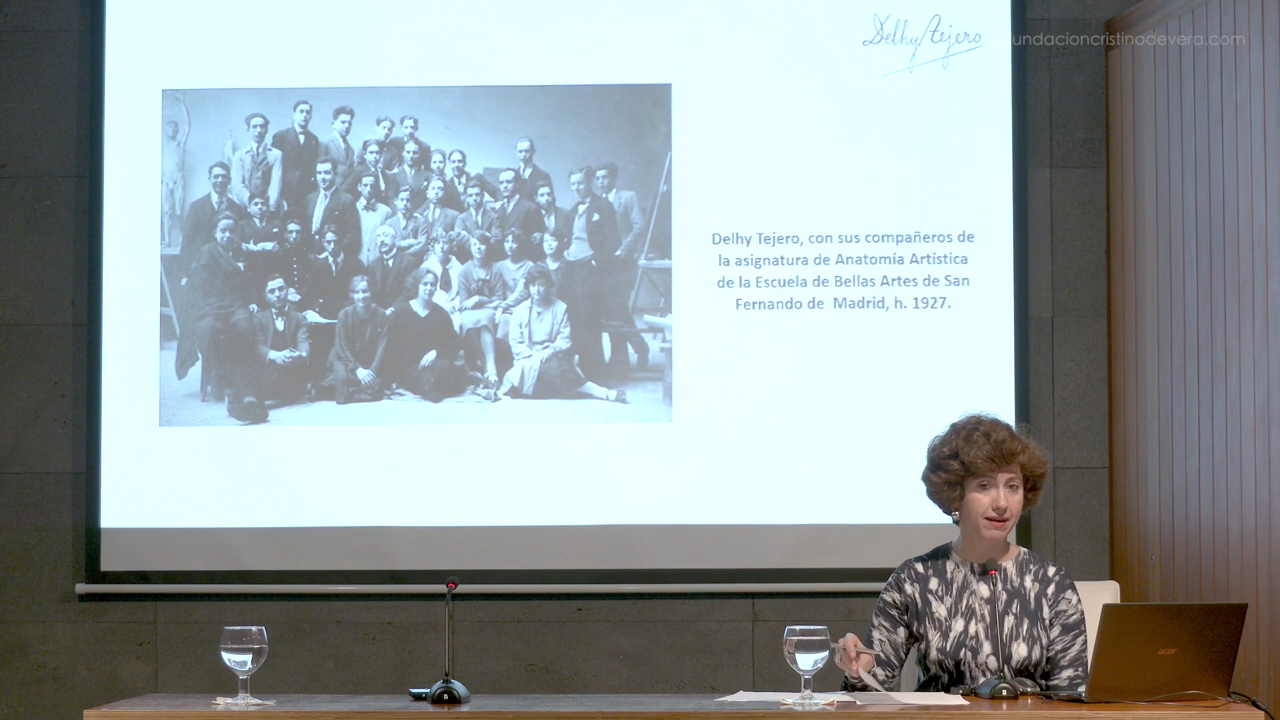 Delhy Tejero
undacioncristinodevera.com
Delhy Tejero, con sus compañeros de
la asignatura de Anatomía Artística
de la Escuela de Bellas Artes de San
Fernando de Madrid, h. 1927.
acer